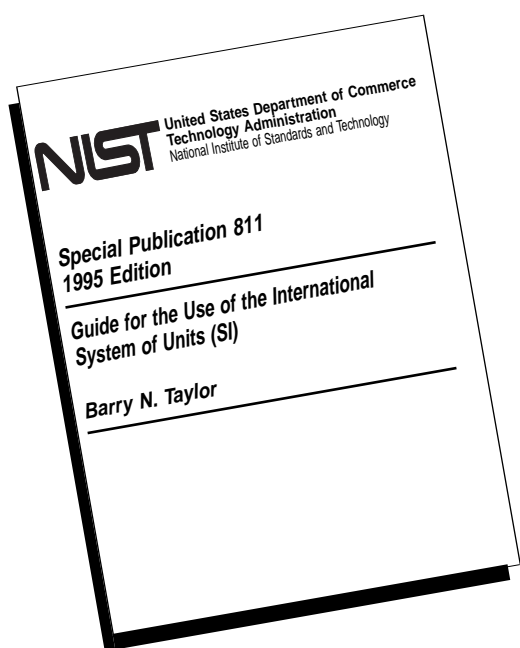 NIST
United States Department of Commerce
Technology Administration
National Institute of Standards and Technology
Special Publication 811
1995 Edition
Guide for the Use of the International
System of Units (SI)
Barry N. Taylor